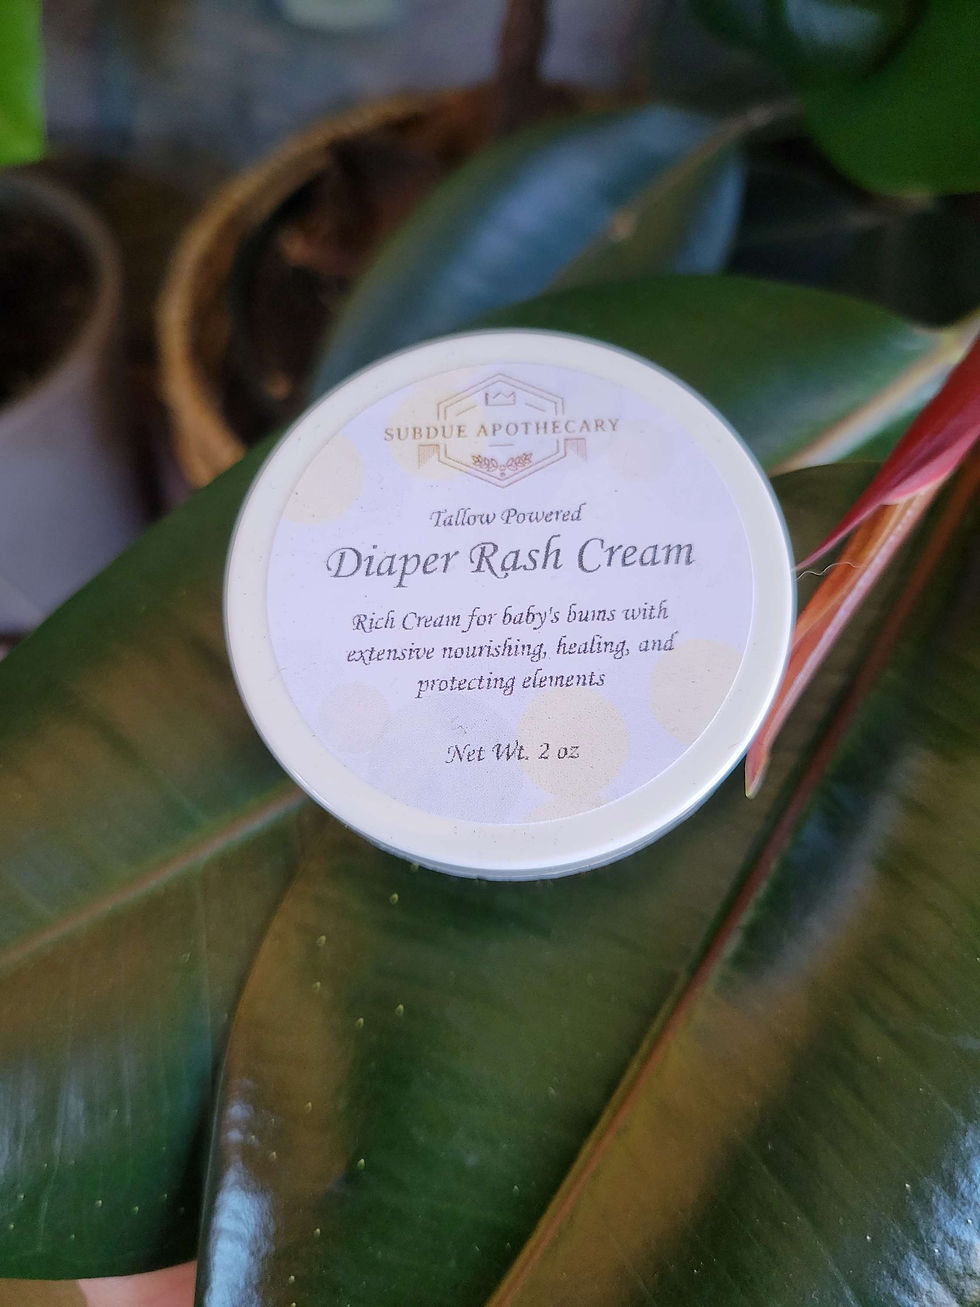 SUBDUE APOTHECARY
Tallow Powered
Diaper Rash Cream
Rich Cream for baby's bums with
extensive nourishing, healing, and
protecting elements
Net Wt. 2 oz